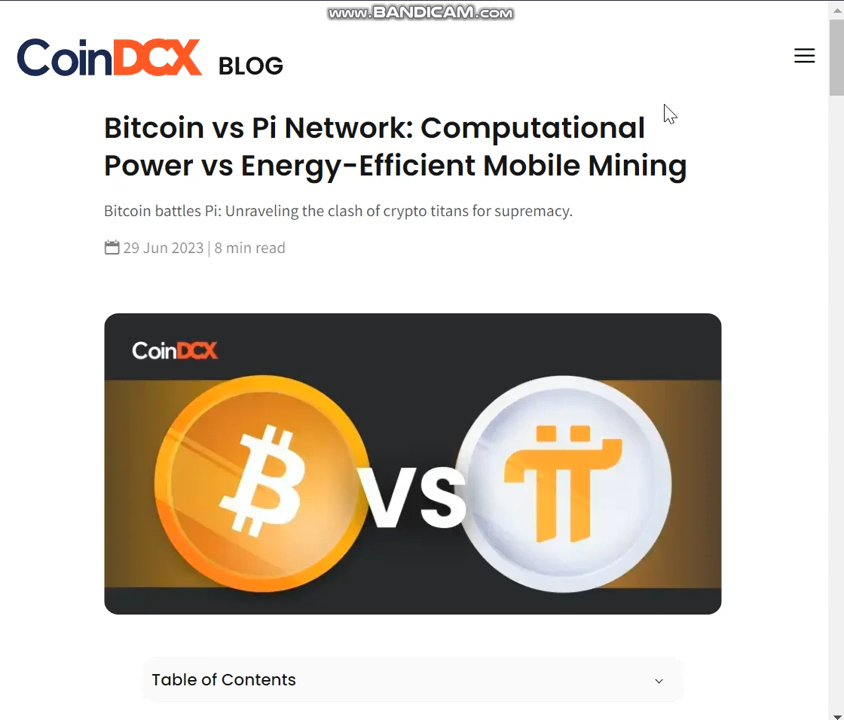 www.BANDICAM.com
CoinDCX BLOG
Bitcoin vs Pi Network: Computational
Power vs Energy-Efficient Mobile Mining
Bitcoin battles Pi: Unraveling the clash of crypto titans for supremacy.
29 Jun 2023 | 8 min read
CoinDCX
VS
Table of Contents